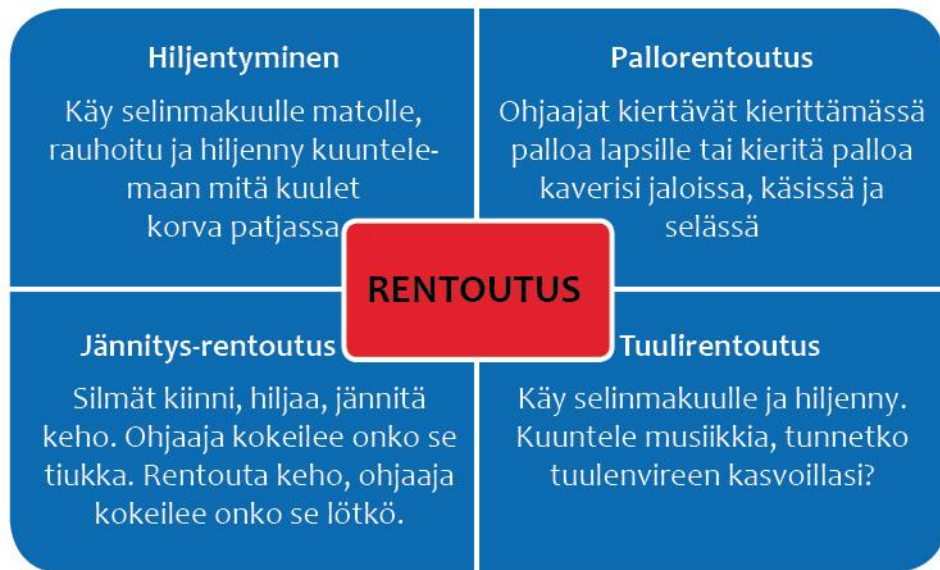 Hiljentyminen
Käy selinmakuulle matolle,
rauhoitu ja hiljenny kuuntele-
maan mitä kuulet
korva patjassa
Pallorentoutus
Ohjaajat kiertävät kierittämässä
palloa lapsille tai kieritä palloa
kaverisi jaloissa, käsissä ja
selässä
RENTOUTUS
Jännitys-rentoutus
Silmät kiinni, hiljaa, jännitä
keho. Ohjaaja kokeilee onko se
tiukka. Rentouta keho, ohjaaja
kokeilee onko se lötkö.
Tuulirentoutus
Käy selinmakuulle ja hiljenny.
Kuuntele musiikkia, tunnetko
tuulenvireen kasvoillasi?